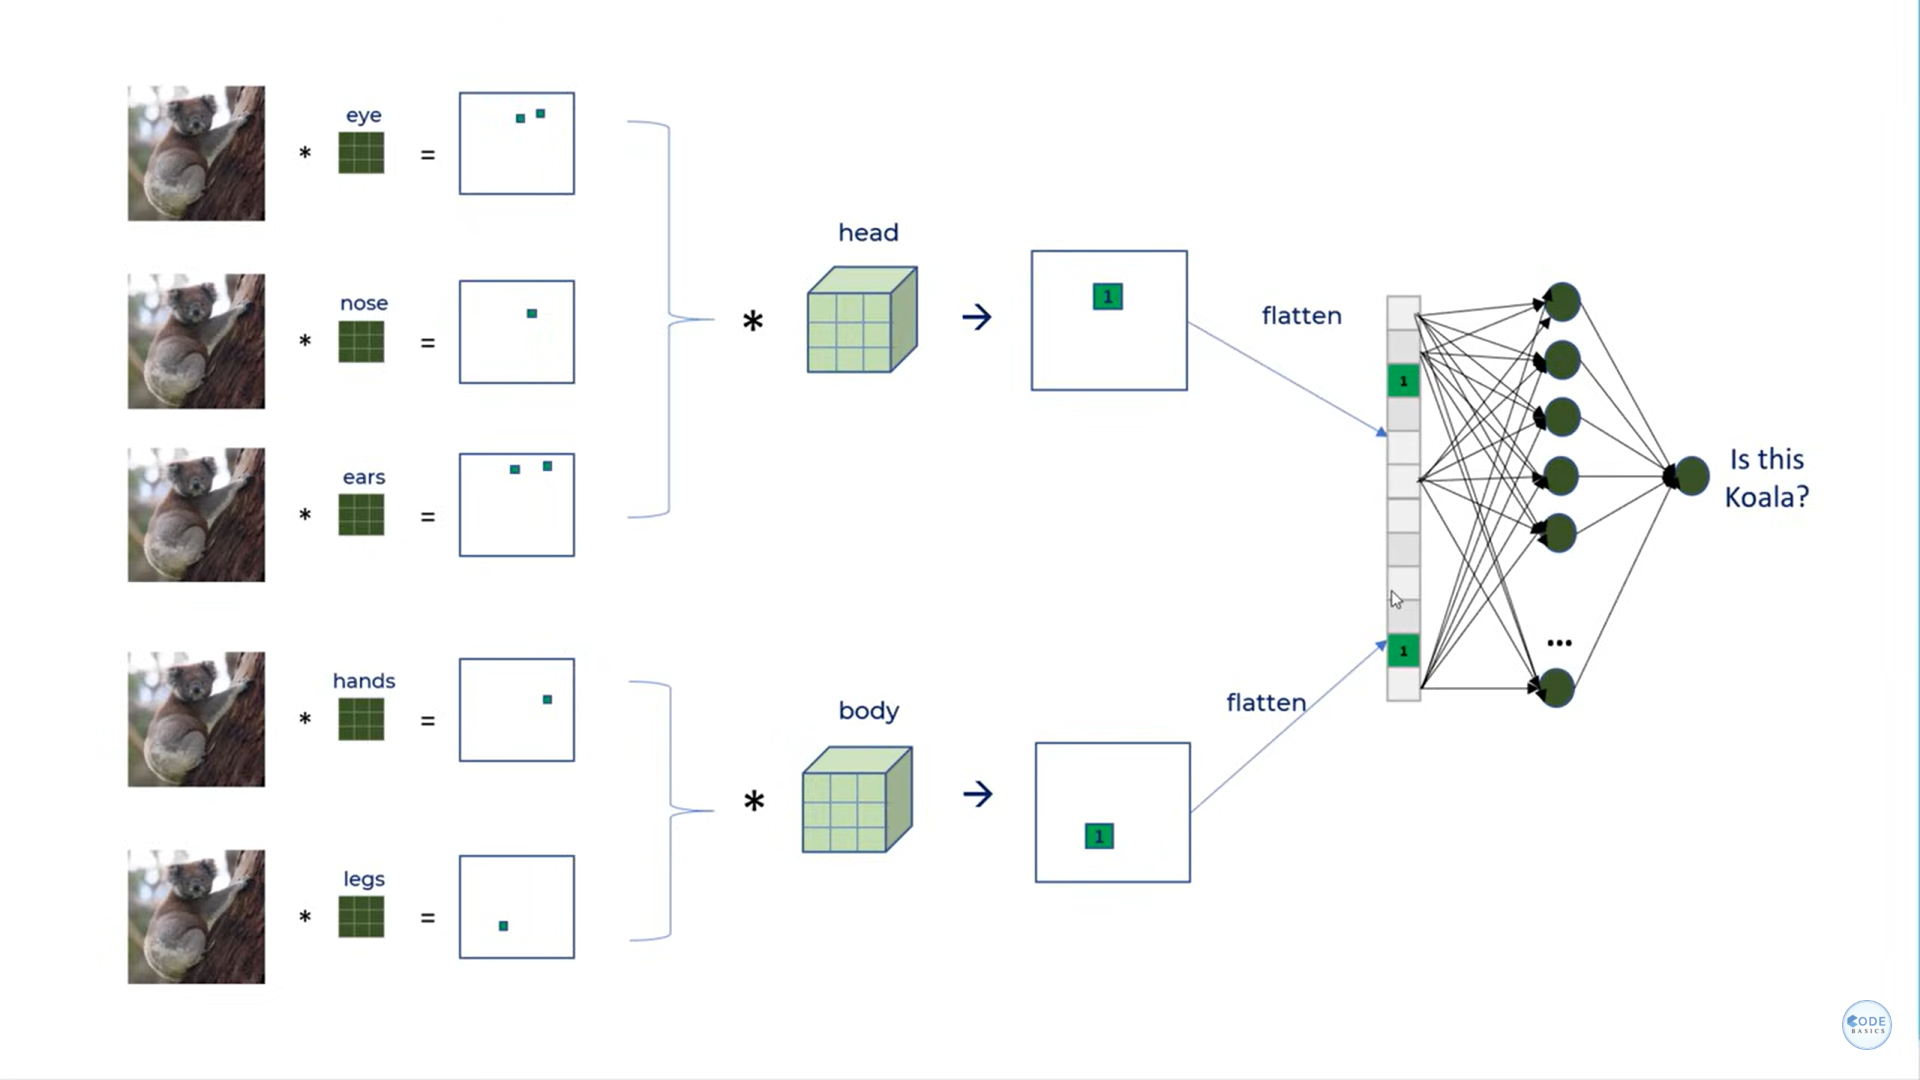 eye
* =
nose
* =
ears
* =
head
* →
1
flatten
hands
* =
legs
* =
body
* →
1
flatten
1
1
...
Is this
Koala?
CODE
BASICS